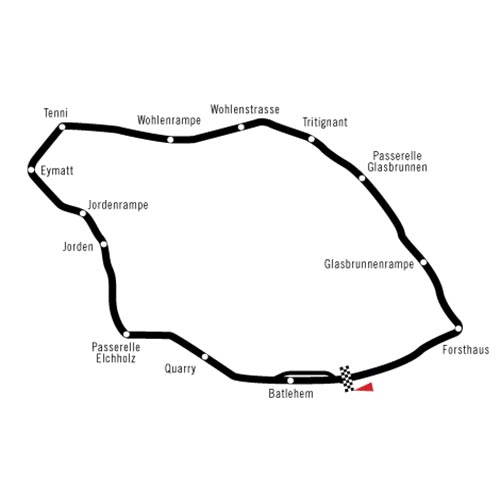 Tenni
Wohlenrampe
Wohlenstrasse
Tritignant
Passerelle
Glasbrunnen
Eymatt
Jordenrampe
Jorden
Glasbrunnenrampe
Passerelle
Elchholz
Quarry
Forsthaus
Batlehem